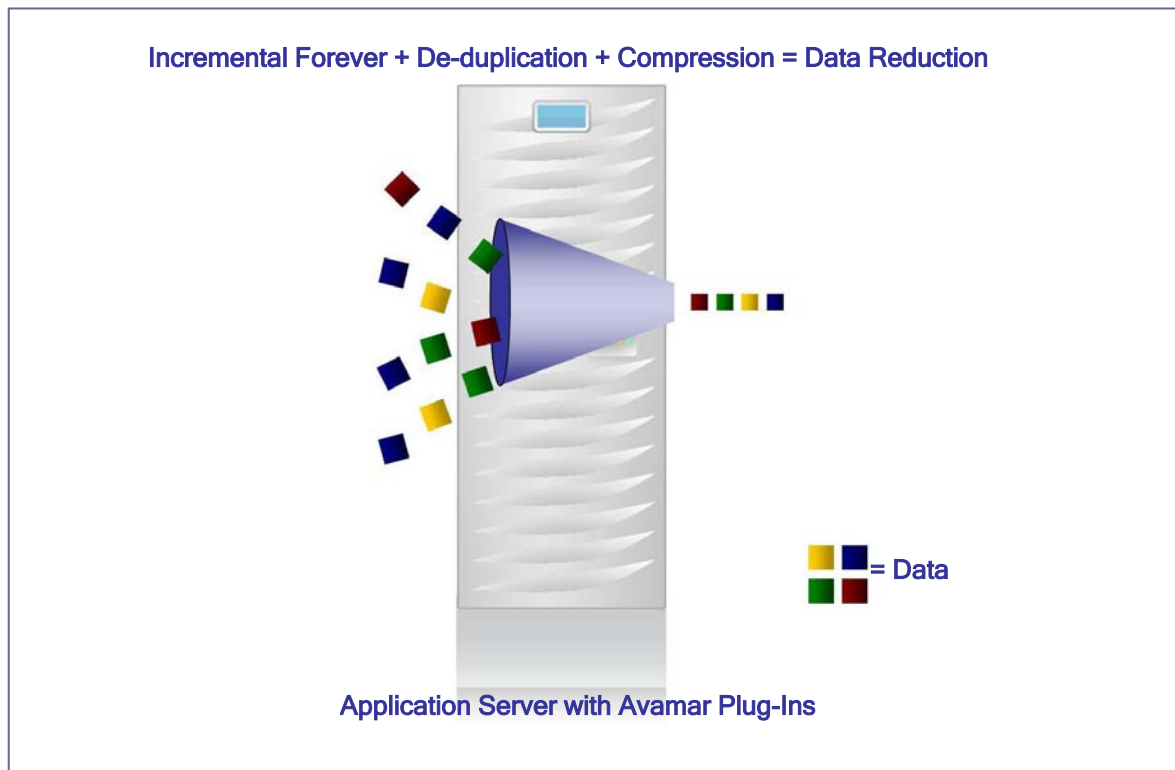 Incremental Forever + De-duplication + Compression = Data Reduction
= Data
Application Server with Avamar Plug-Ins